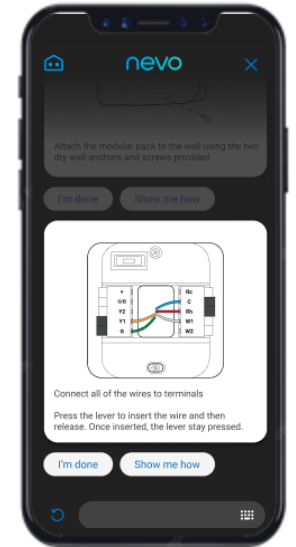 nevo
Attach the modular pack to the wall using the two
dry wall anchors and screws provided
I'm done
Show me how
Y1
G
Rc
C
Rh
W1
W2
Y2
Connect all of the wires to terminals
Press the lever to insert the wire and then
release. Once inserted, the lever stay pressed.
I'm done
Show me how